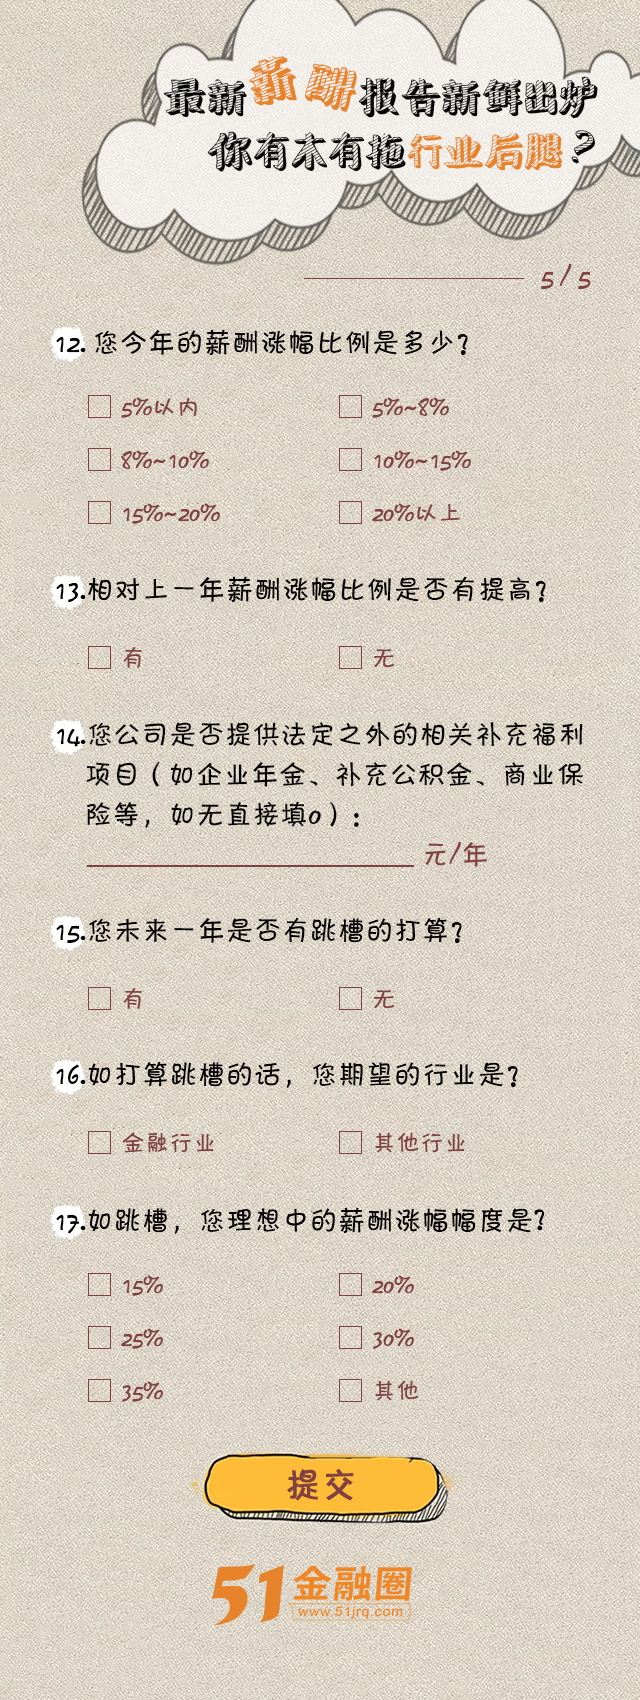 最新薪酬报告新鲜出炉
你有木有拖行业后腿？
5/5
12. 您今年的薪酬涨幅比例是多少？
5%以内
5%~8%
8%~10%
10%~15%
15%~20%
20%以上
13.相对上一年薪酬涨幅比例是否有提高？
有
无
14.您公司是否提供法定之外的相关补充福利
项目（如企业年金、补充公积金、商业保
险等，如无直接填0）：
元/年
15.您未来一年是否有跳槽的打算？
有
无
16.如打算跳槽的话，您期望的行业是？
金融行业
其他行业
17.如跳槽，您理想中的薪酬涨幅幅度是？
15%
20%
25%
30%
35%
其他
提交
51金融圈
www.51jrq.com